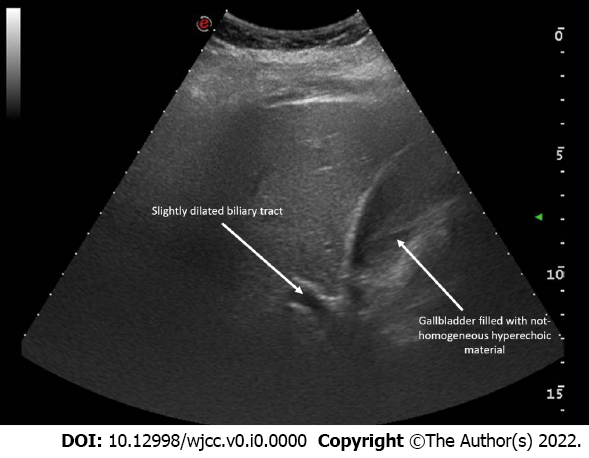 e
0
5
Slightly dilated biliary tract
10
Gallbladder filled with not-
homogeneous hyperechoic
material
15
DOI: 10.12998/wjcc.v0.i0.0000 Copyright ©The Author(s) 2022.